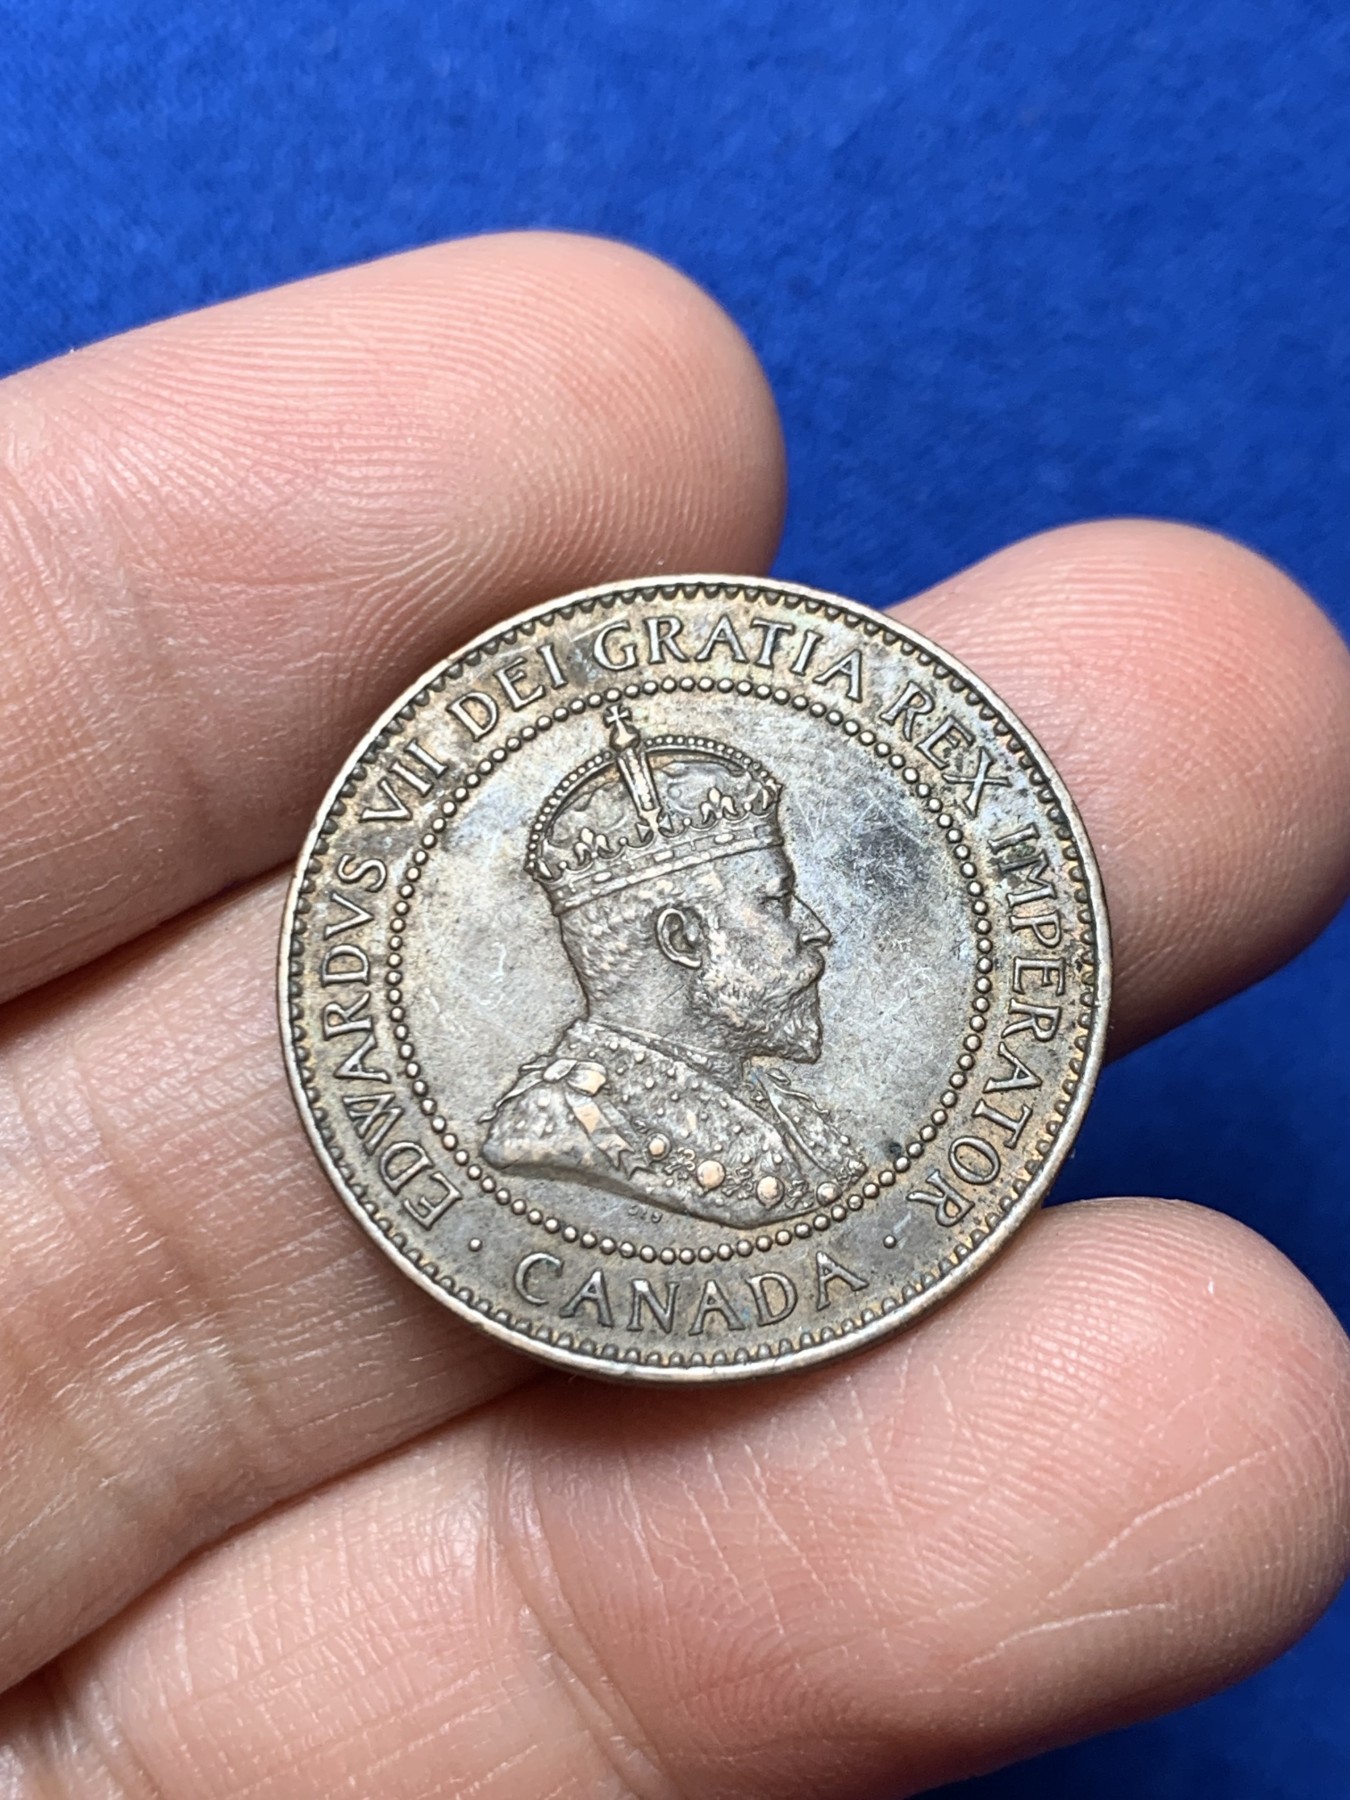 EDWARDVS VII DEI GRATIA REX IMPERATOR
· CANADA ·